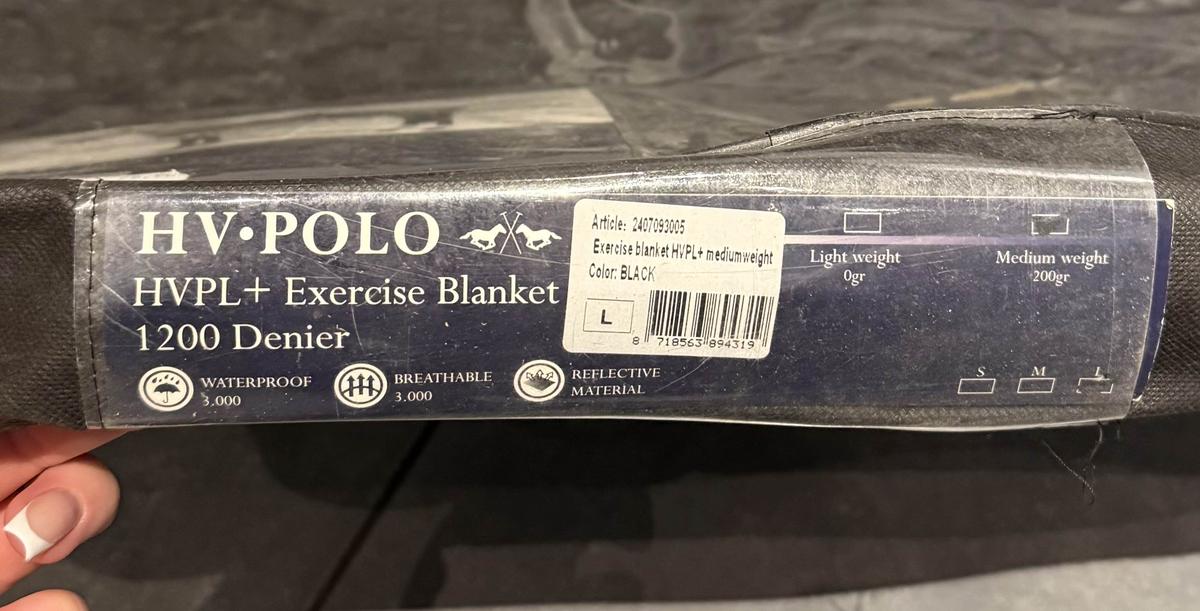 HV•POLO
HVPL+ Exercise Blanket
1200 Denier
WATERPROOF
3.000
BREATHABLE
3.000
REFLECTIVE
MATERIAL
Article: 2407093005
Exercise blanket HVPL+ mediumweight
Color: BLACK
L
8 718563 894319
Light weight
0gr
Medium weight
200gr
S M L